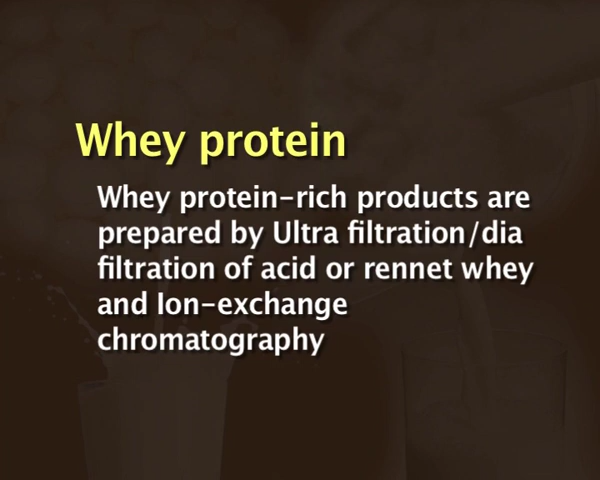 Whey protein
Whey protein-rich products are
prepared by Ultra filtration/dia
filtration of acid or rennet whey
and Ion-exchange
chromatography